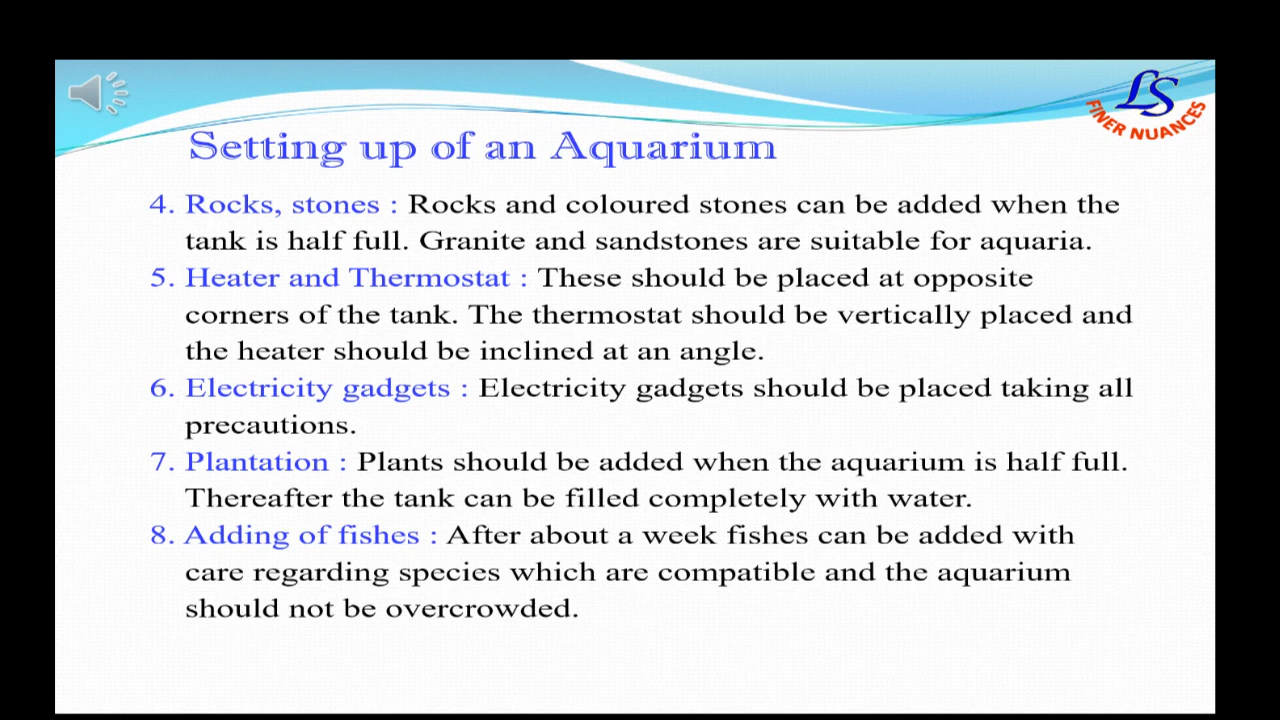 LS
FINER NUANCES
Setting up of an Aquarium
4. Rocks, stones : Rocks and coloured stones can be added when the
tank is half full. Granite and sandstones are suitable for aquaria.
5. Heater and Thermostat : These should be placed at opposite
corners of the tank. The thermostat should be vertically placed and
the heater should be inclined at an angle.
6. Electricity gadgets : Electricity gadgets should be placed taking all
precautions.
7. Plantation : Plants should be added when the aquarium is half full.
Thereafter the tank can be filled completely with water.
8. Adding of fishes : After about a week fishes can be added with
care regarding species which are compatible and the aquarium
should not be overcrowded.